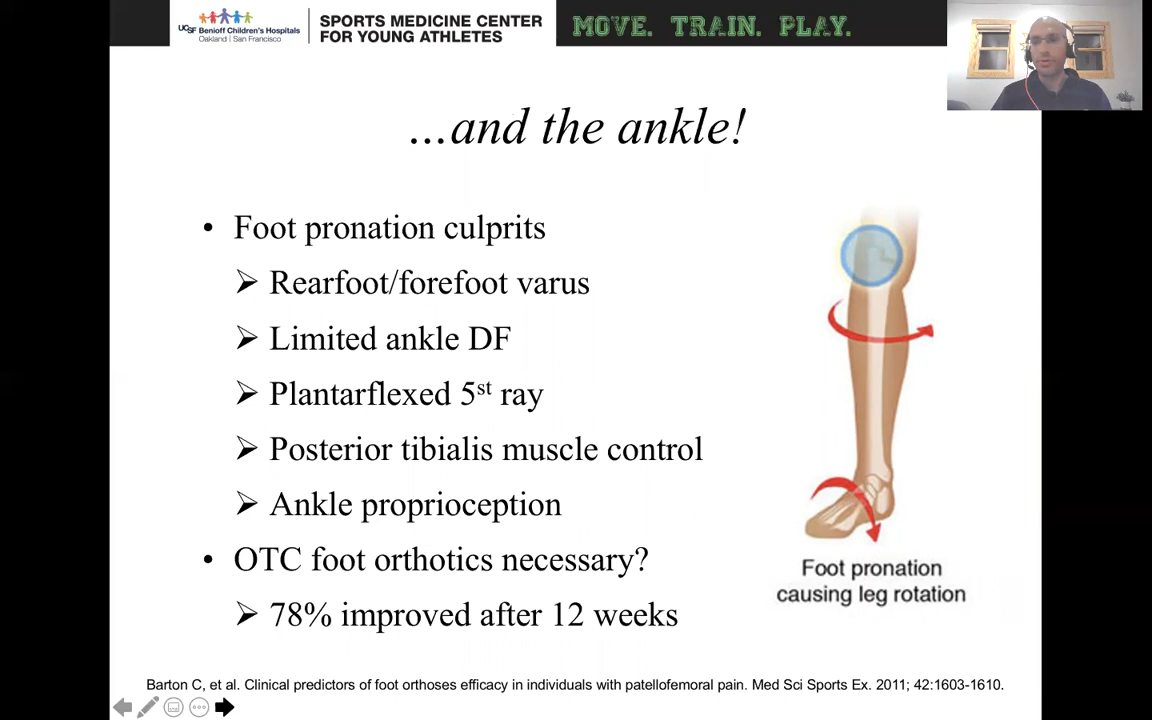 UCSF Benioff Children's Hospitals
Oakland | San Francisco
SPORTS MEDICINE CENTER
FOR YOUNG ATHLETES
MOVE. TRAIN. PLAY.
...and the ankle!
• Foot pronation culprits
➢ Rearfoot/forefoot varus
➢ Limited ankle DF
➢ Plantarflexed 5st ray
➢ Posterior tibialis muscle control
➢ Ankle proprioception
• OTC foot orthotics necessary?
➢ 78% improved after 12 weeks
Foot pronation
causing leg rotation
Barton C, et al. Clinical predictors of foot orthoses efficacy in individuals with patellofemoral pain. Med Sci Sports Ex. 2011; 42:1603-1610.